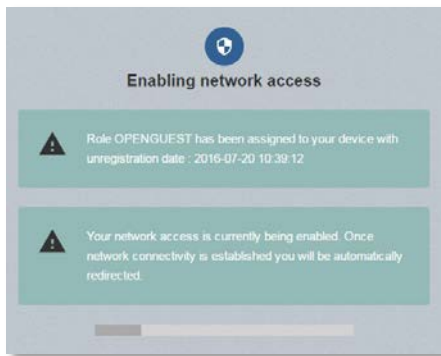 Enabling network access
Role OPENGUEST has been assigned to your device with
unregistration date : 2016-07-20 10:39:12
Your network access is currently being enabled. Once
network connectivity is established you will be automatically
redirected.